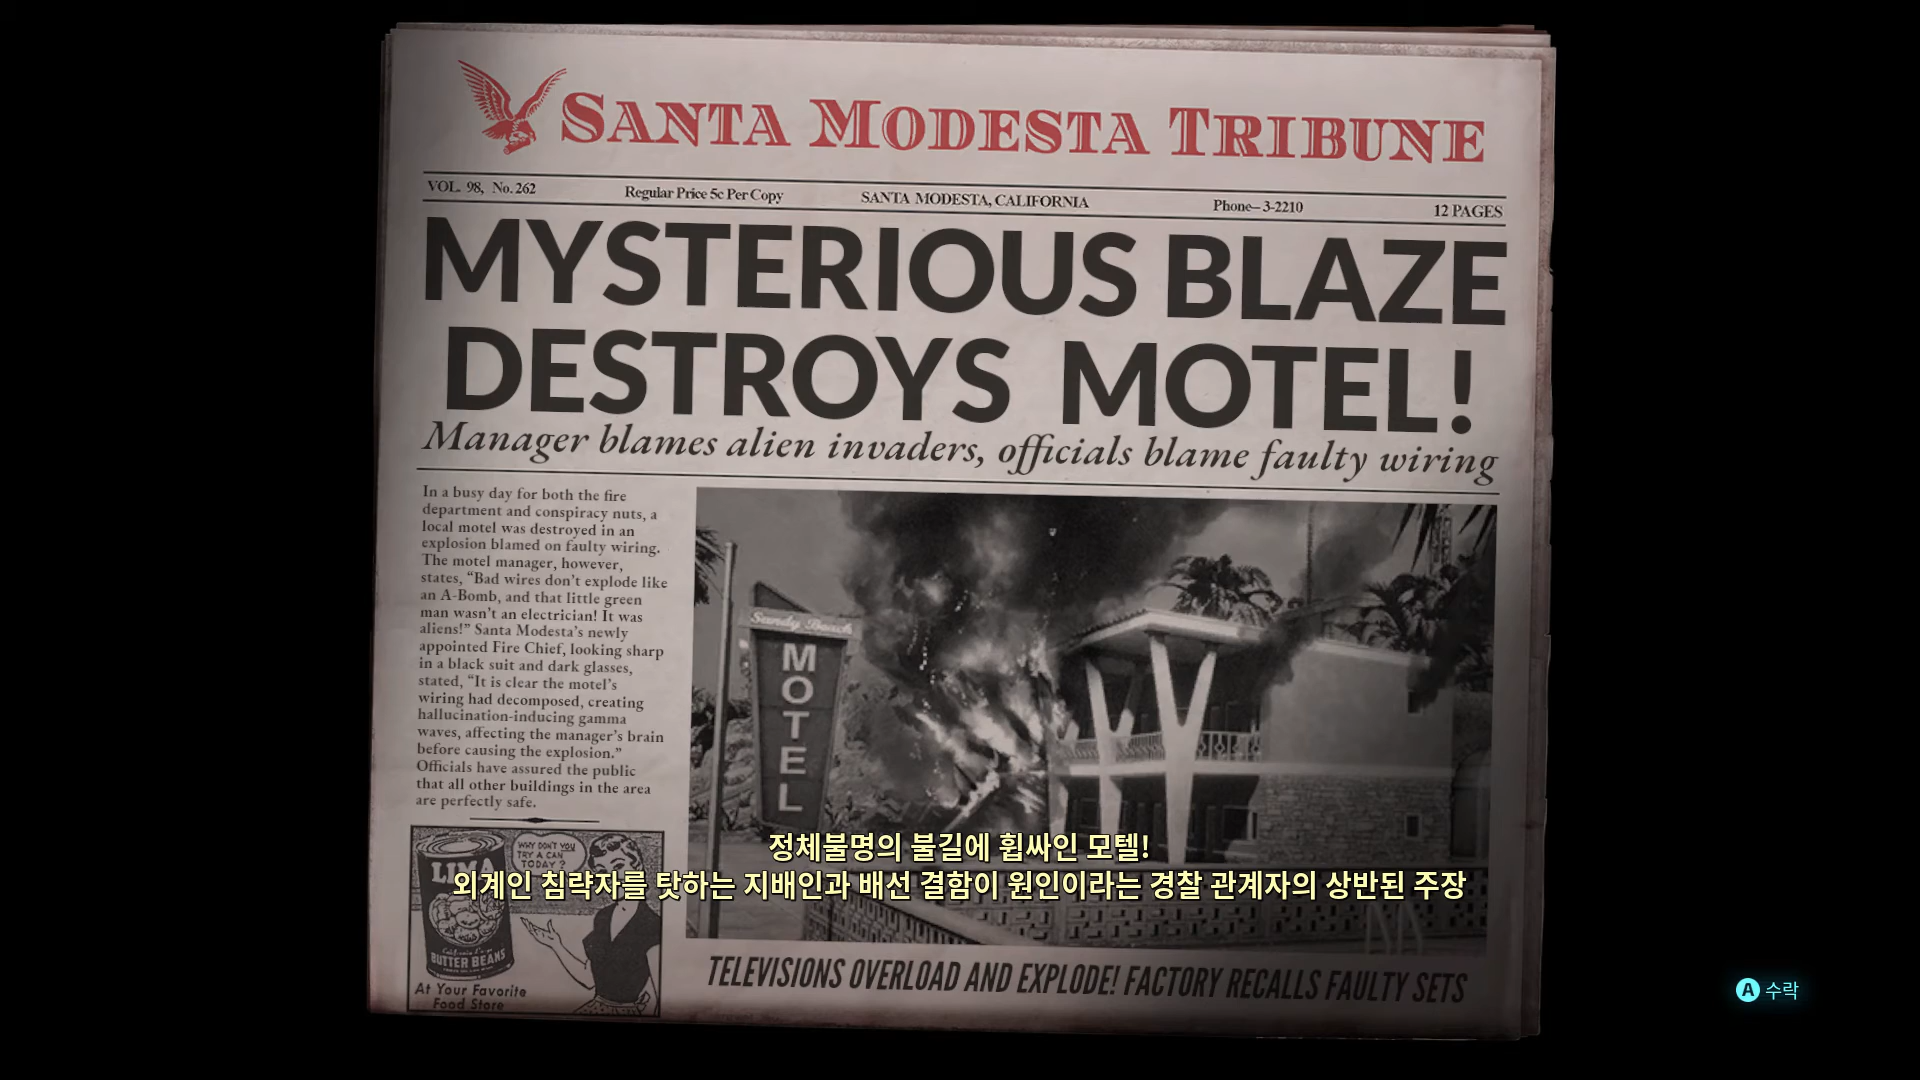 SANTA MODESTA TRIBUNE
VOL. 98, No. 262
Regular Price 5c Per Copy
SANTA MODESTA, CALIFORNIA
Phone–3-2210
12 PAGES
MYSTERIOUS BLAZE
DESTROYS MOTEL!
Manager blames alien invaders, officials blame faulty wiring
In a busy day for both the fire
department and conspiracy nuts, a
local motel was destroyed in an
explosion blamed on faulty wiring.
The motel manager, however,
states, “Bad wires don’t explode like
an A-Bomb, and that little green
man wasn’t an electrician! It was
aliens!” Santa Modesta’s newly
appointed Fire Chief, looking sharp
in a black suit and dark glasses,
stated, “It is clear the motel’s
wiring had decomposed, creating
hallucination-inducing gamma
waves, affecting the manager’s brain
before causing the explosion.”
Officials have assured the public
that all other buildings in the area
are perfectly safe.
Sandy Beach
MOTEL
WHY DON'T YOU
TRY A CAN
TODAY?
LIMA
BUTTER BEANS
At Your Favorite
Food Store
정체불명의 불길에 휩싸인 모텔!
외계인 침략자를 탓하는 지배인과 배선 결함이 원인이라는 경찰 관계자의 상반된 주장
TELEVISIONS OVERLOAD AND EXPLODE! FACTORY RECALLS FAULTY SETS
A 수락